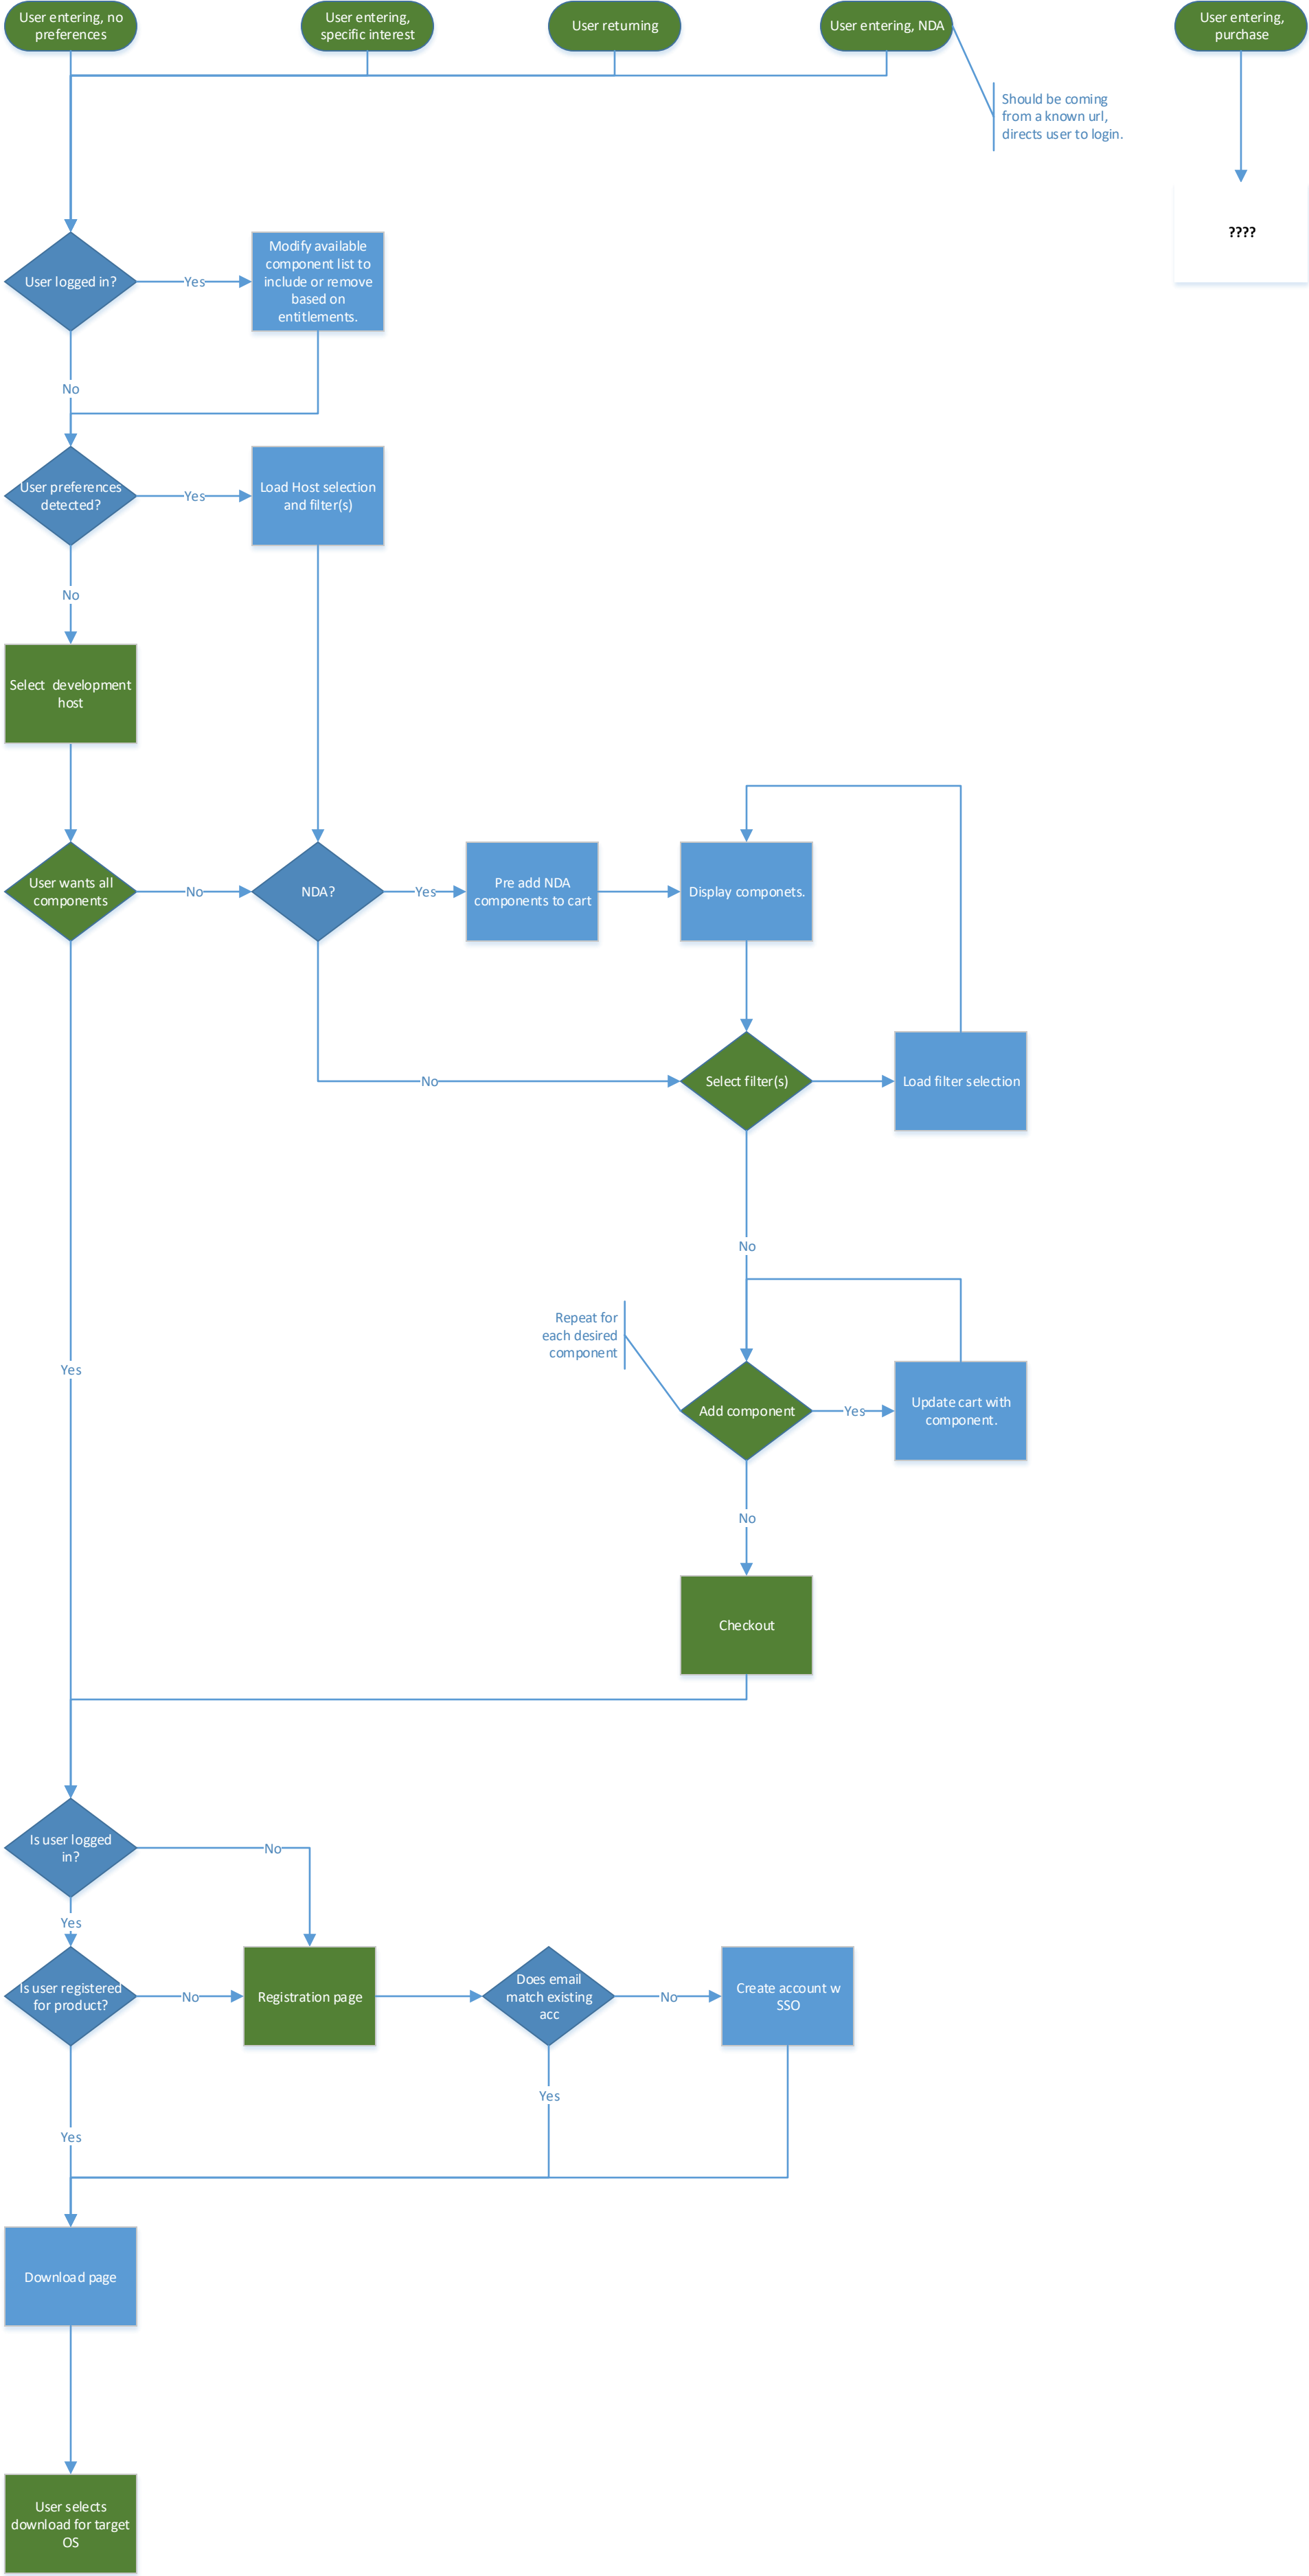 User entering, no
preferences
User entering,
specific interest
User returning
User entering, NDA
User entering,
purchase
Should be coming
from a known url,
directs user to login.
????
User logged in?
Yes
Modify available
component list to
include or remove
based on
entitlements.
No
User preferences
detected?
Yes
Load Host selection
and filter(s)
No
Select development
host
User wants all
components
No
NDA?
Yes
Pre add NDA
components to cart
Display componets.
No
Select filter(s)
Load filter selection
No
Repeat for
each desired
component
Yes
Add component
Yes
Update cart with
component.
No
Checkout
Is user logged
in?
No
Yes
Is user registered
for product?
No
Registration page
Does email
match existing
acc
No
Create account w
SSO
Yes
Yes
Download page
User selects
download for target
OS